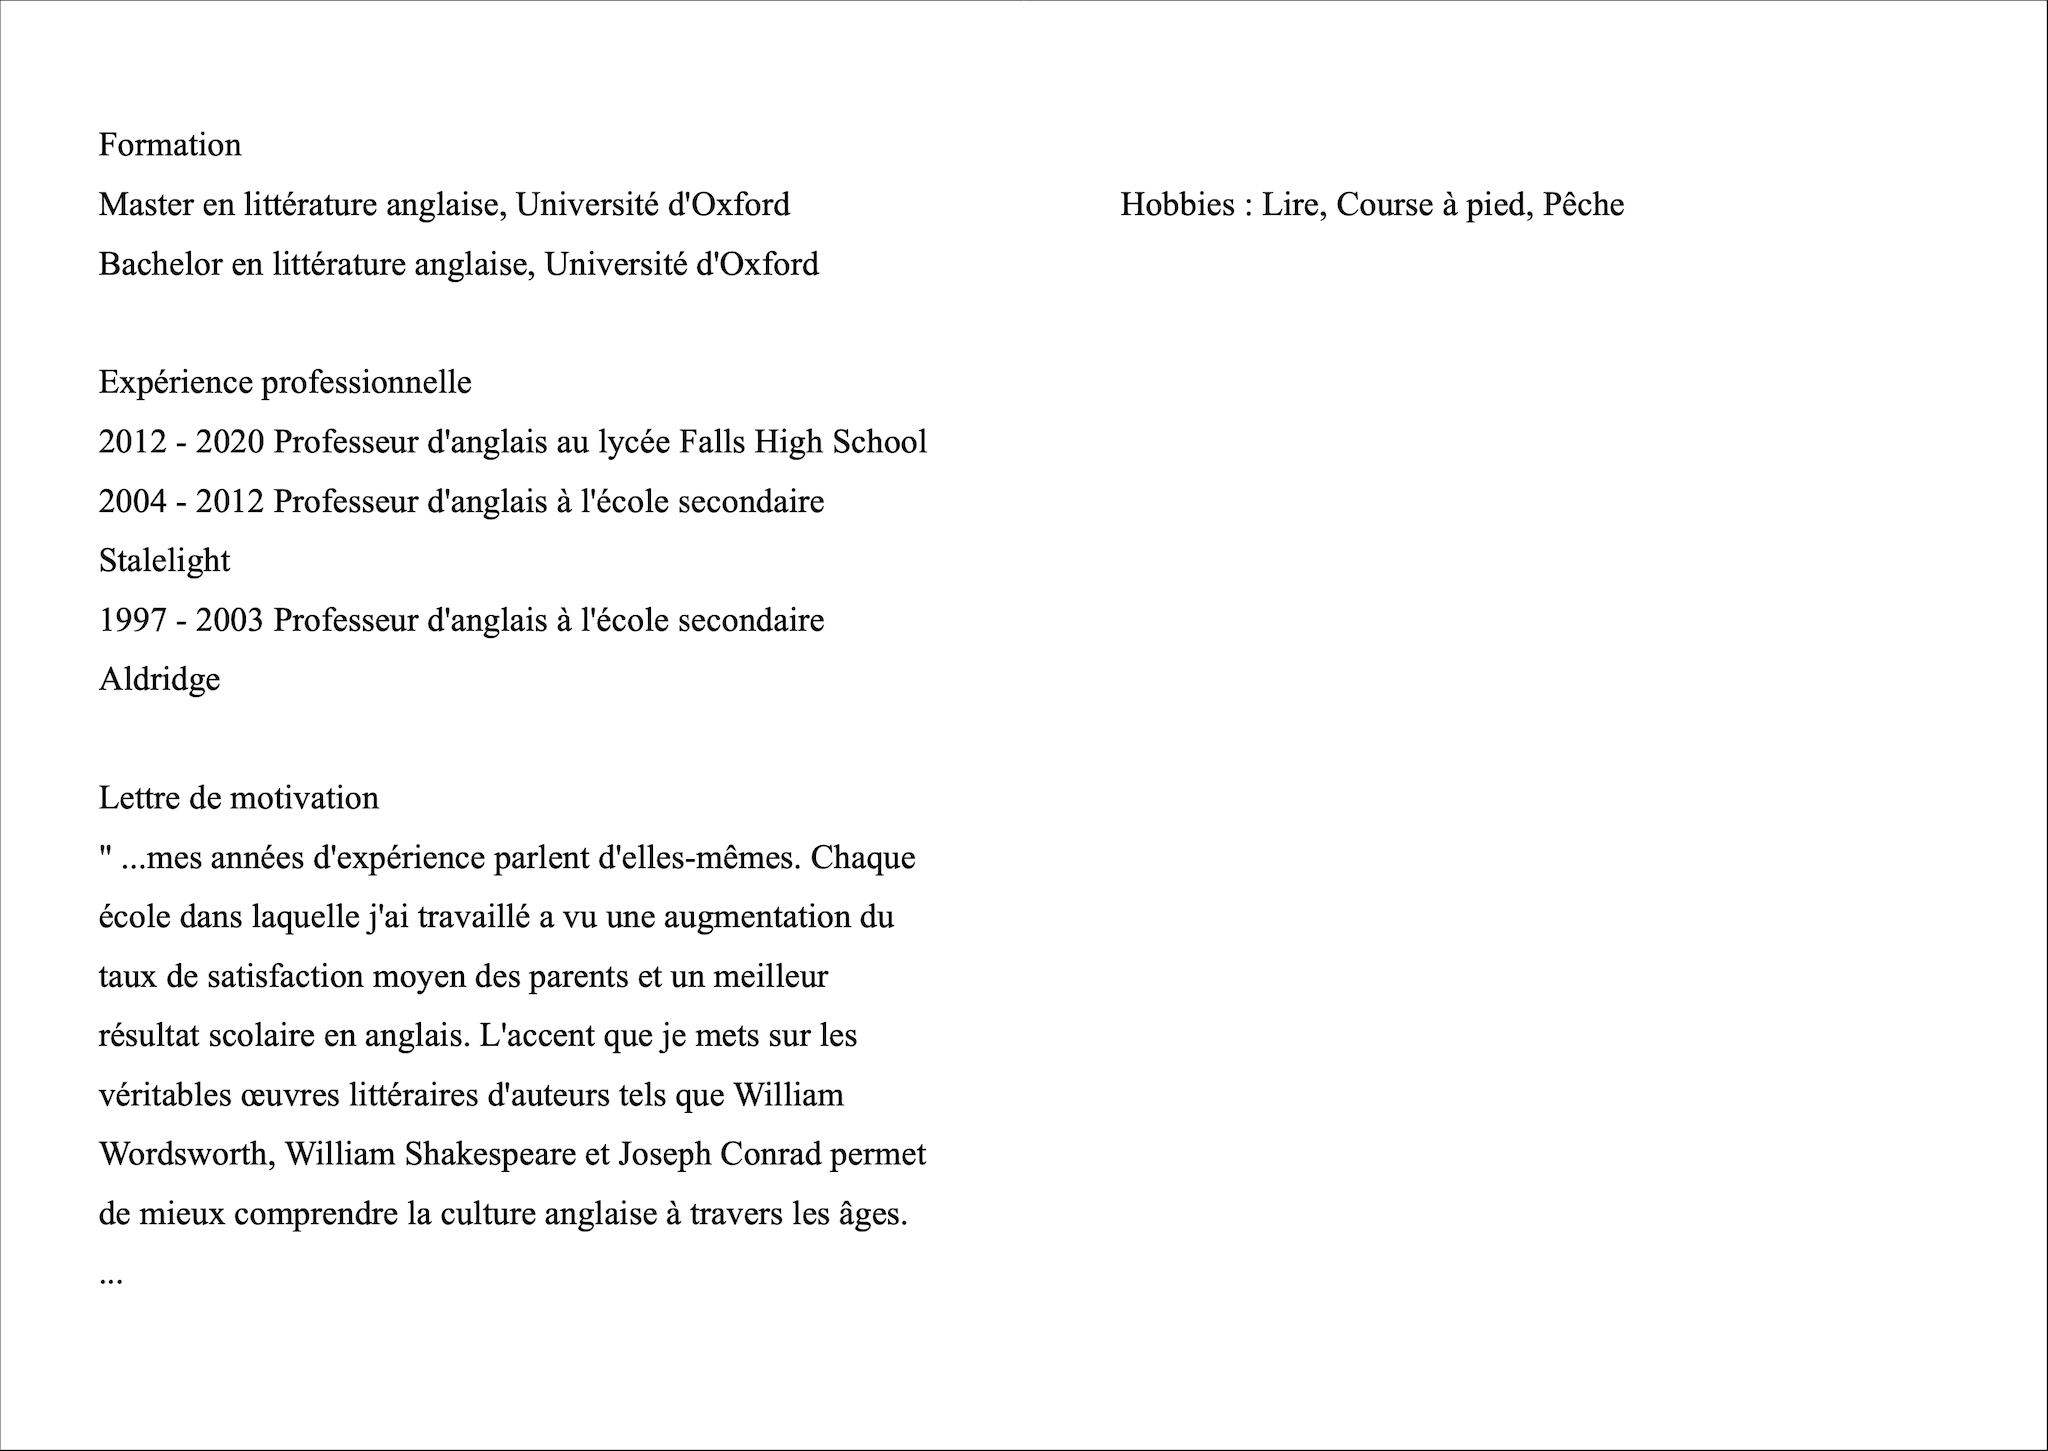 Formation
Master en littérature anglaise, Université d'Oxford
Bachelor en littérature anglaise, Université d'Oxford
Expérience professionnelle
2012 - 2020 Professeur d'anglais au lycée Falls High School
2004 - 2012 Professeur d'anglais à l'école secondaire
Stalelight
1997 - 2003 Professeur d'anglais à l'école secondaire
Aldridge
Lettre de motivation
" ...mes années d'expérience parlent d'elles-mêmes. Chaque
école dans laquelle j'ai travaillé a vu une augmentation du
taux de satisfaction moyen des parents et un meilleur
résultat scolaire en anglais. L'accent que je mets sur les
véritables œuvres littéraires d'auteurs tels que William
Wordsworth, William Shakespeare et Joseph Conrad permet
de mieux comprendre la culture anglaise à travers les âges.
...
Hobbies : Lire, Course à pied, Pêche